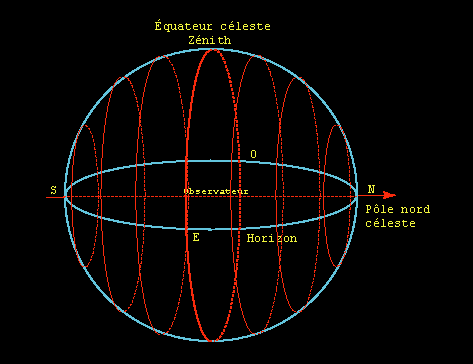 Équateur céleste
Zénith
O
S
Observateur
N
Pôle nord
céleste
E
Horizon